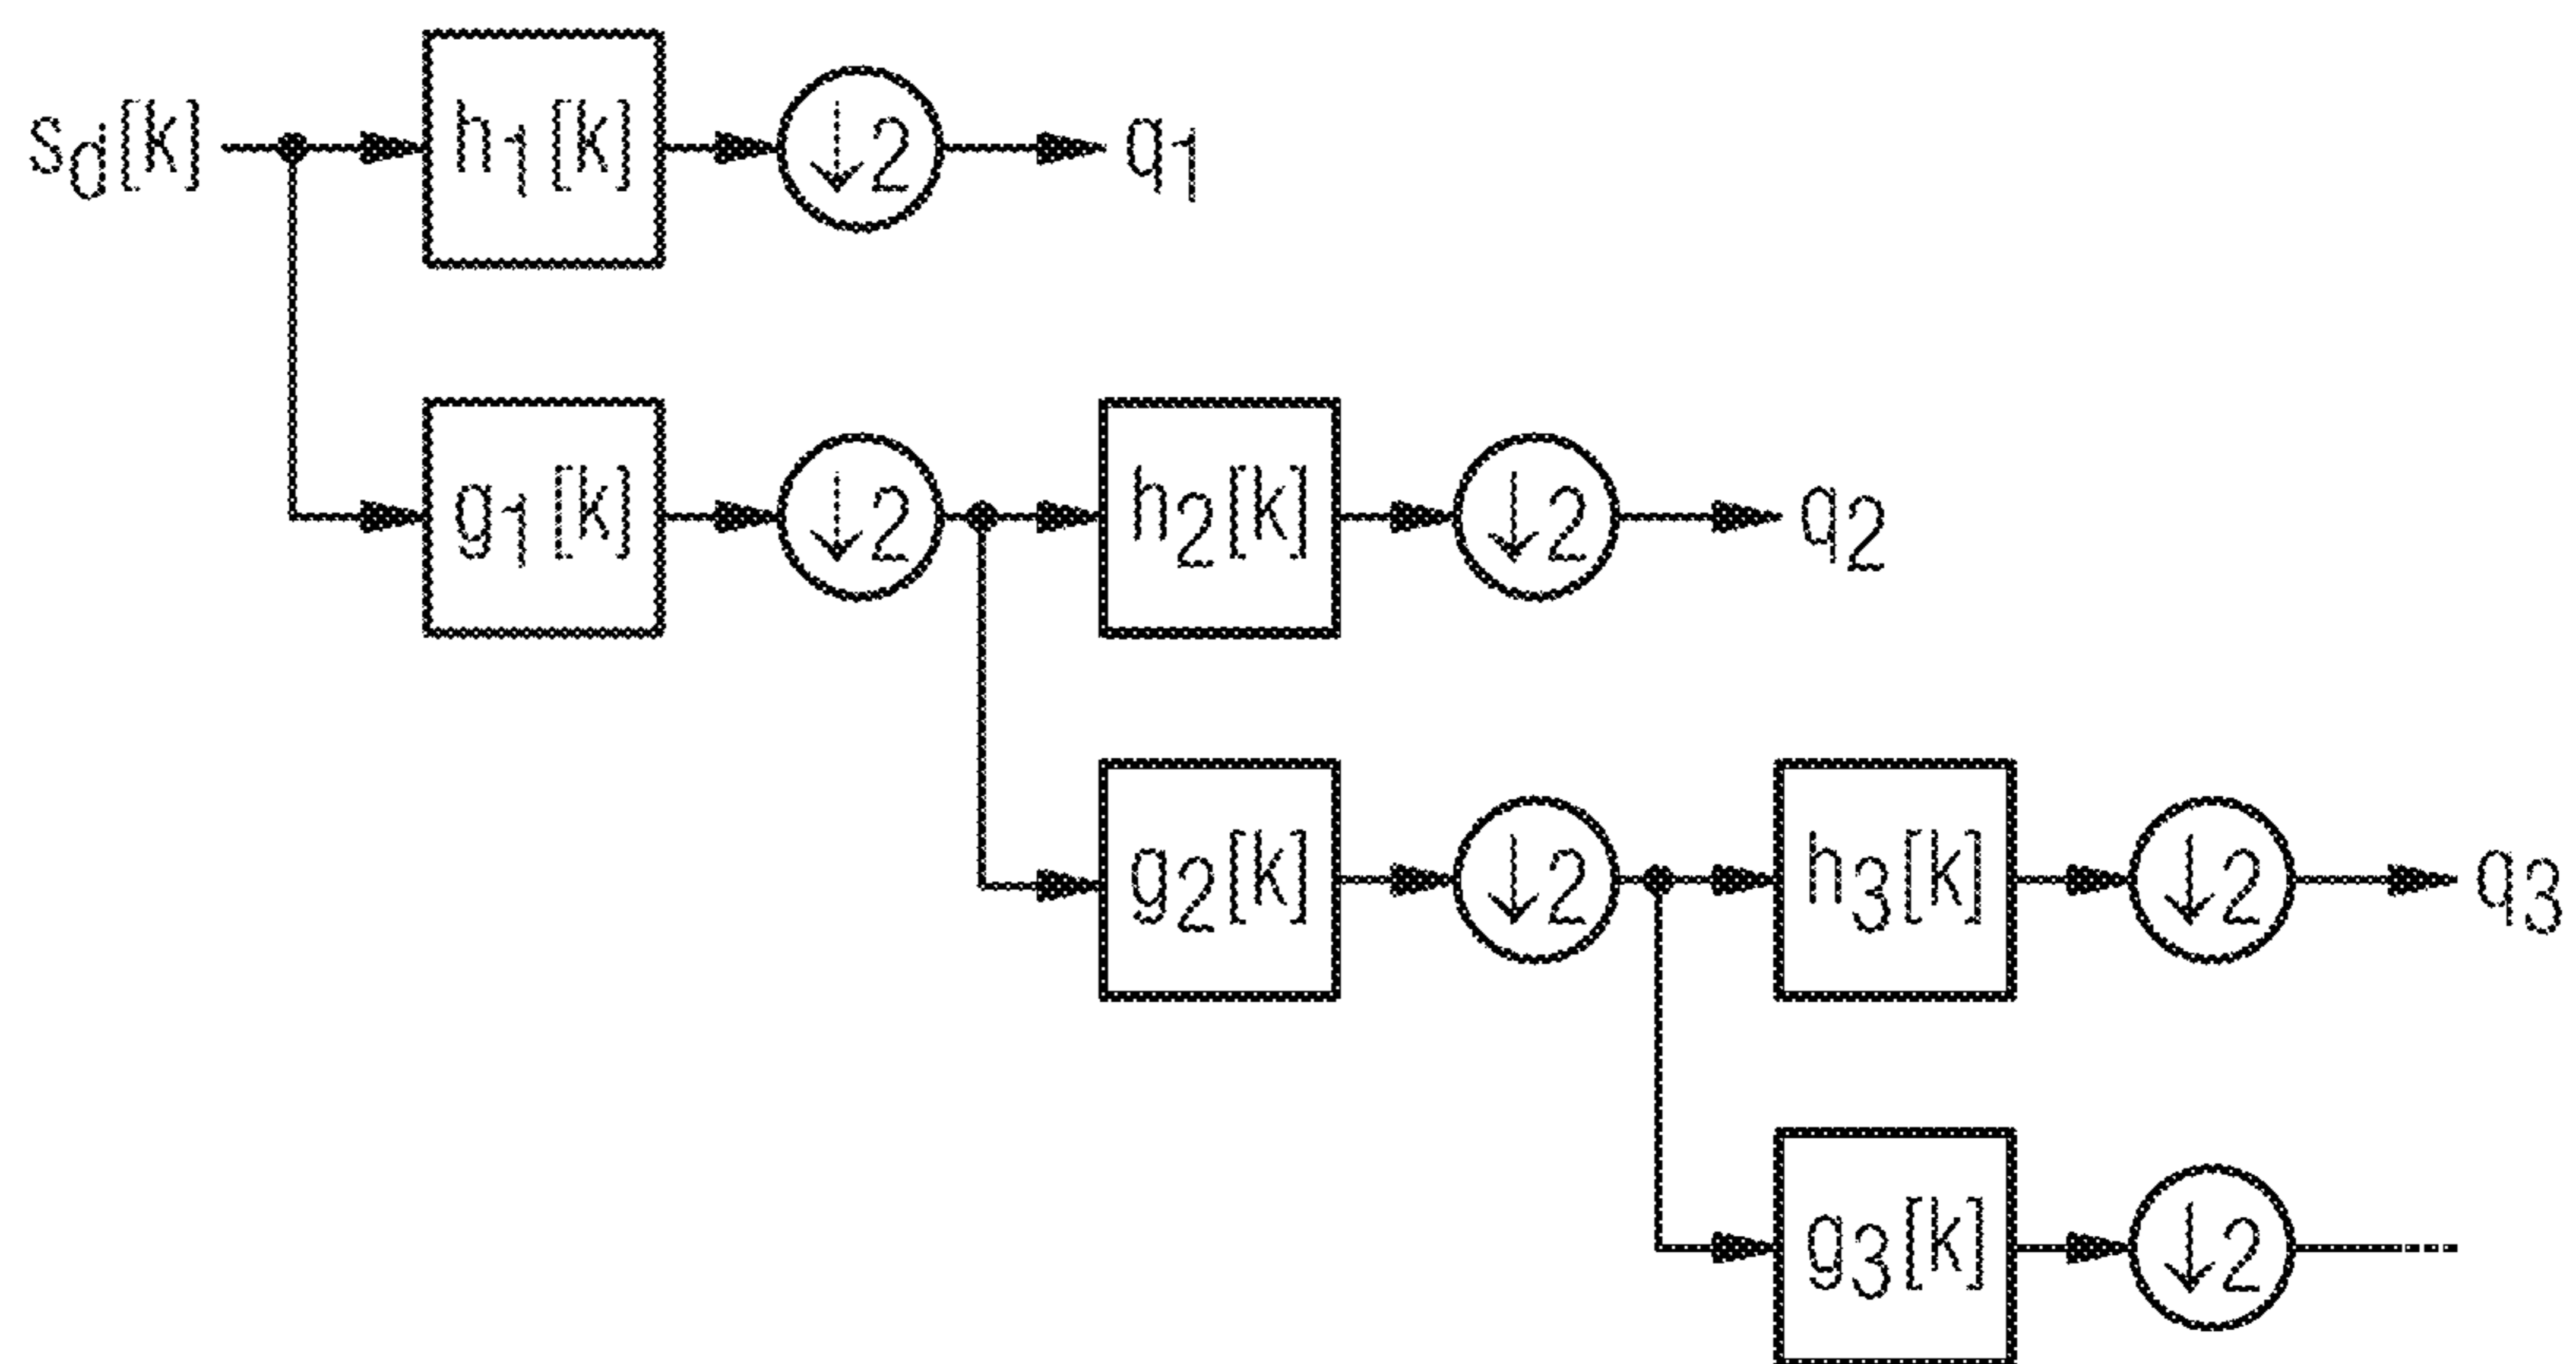 s_d[k] h_1[k] ↓2 q_1
g_1[k] ↓2 h_2[k] ↓2 q_2
g_2[k] ↓2 h_3[k] ↓2 q_3
g_3[k] ↓2